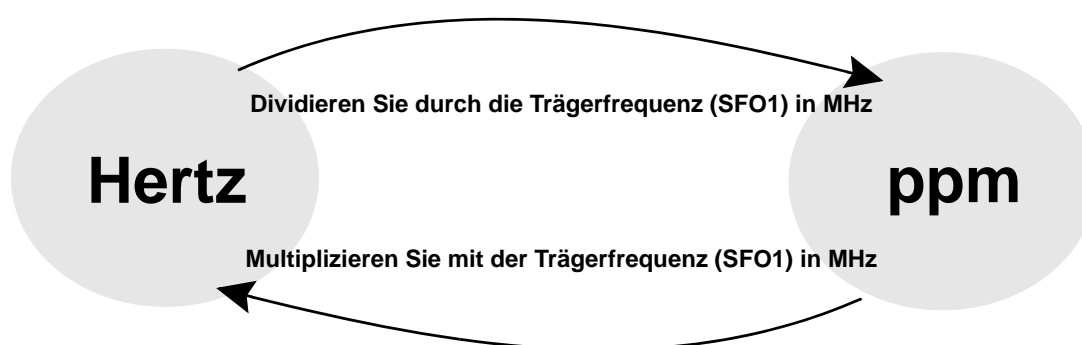 Dividieren Sie durch die Trägerfrequenz (SFO1) in MHz
Hertz
ppm
Multiplizieren Sie mit der Trägerfrequenz (SFO1) in MHz